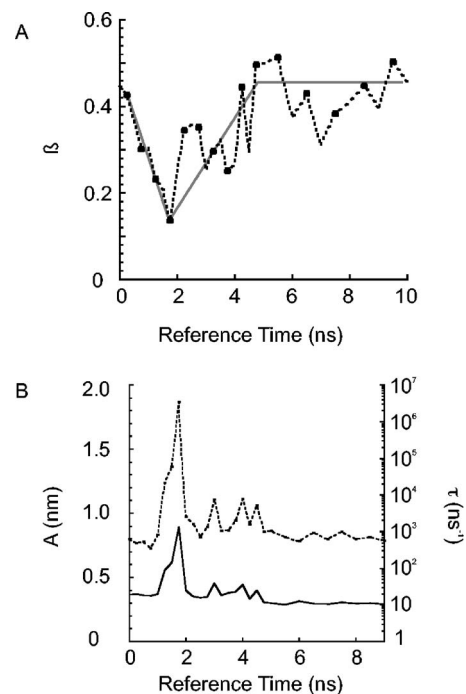 A
0.6
0.4
0.2
0
ß
0 2 4 6 8 10
Reference Time (ns)
B
2.0
1.5
1.0
0.5
0
A (nm)
10⁷
10⁶
10⁵
10⁴
10³
10²
10
1
τ (ns⁻¹)
0 2 4 6 8
Reference Time (ns)